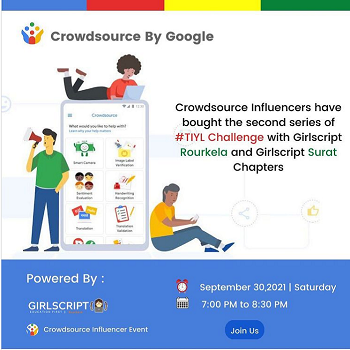 Crowdsource By Google
Crowdsource
What would you like to help with?
Learn why your help matters
Smart Camera
Image Label
Verification
Sentiment
Evaluation
Handwriting
Recognition
Translation
Translation
Validation
Crowdsource Influencers have
bought the second series of
#TIYL Challenge with Girlscript
Rourkela and Girlscript Surat
Chapters
Powered By :
GIRLSCRIPT
Crowdsource Influencer Event
September 30,2021 | Saturday
7:00 PM to 8:30 PM
Join Us